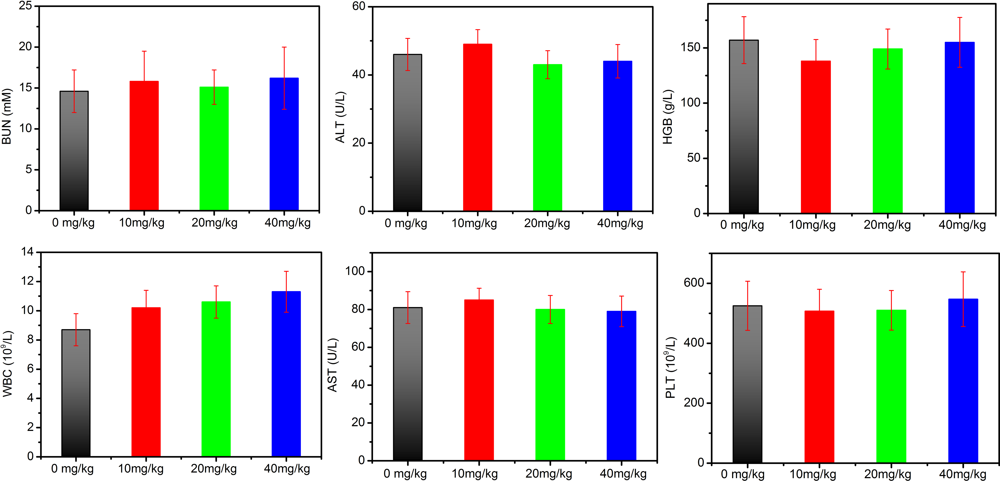 25
20
15
10
5
0
BUN (mM)
0 mg/kg 10mg/kg 20mg/kg 40mg/kg
60
40
20
0
ALT (U/L)
0 mg/kg 10mg/kg 20mg/kg 40mg/kg
150
100
50
0
HGB (g/L)
0 mg/kg 10mg/kg 20mg/kg 40mg/kg
14
12
10
8
6
4
2
0
WBC (10⁹/L)
0 mg/kg 10mg/kg 20mg/kg 40mg/kg
100
80
60
40
20
0
AST (U/L)
0 mg/kg 10mg/kg 20mg/kg 40mg/kg
600
400
200
0
PLT (10⁹/L)
0 mg/kg 10mg/kg 20mg/kg 40mg/kg